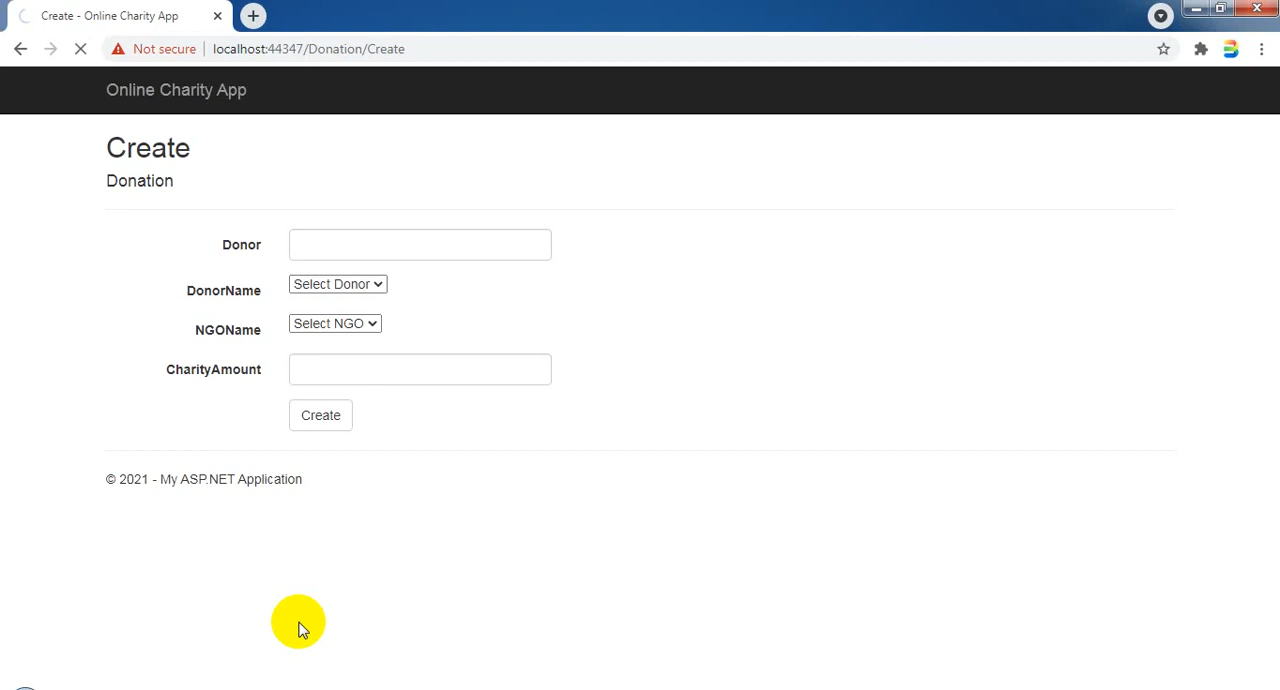 Create - Online Charity App
Not secure localhost:44347/Donation/Create
Online Charity App
Create
Donation
Donor
DonorName Select Donor
NGOName Select NGO
CharityAmount
Create
© 2021 - My ASP.NET Application